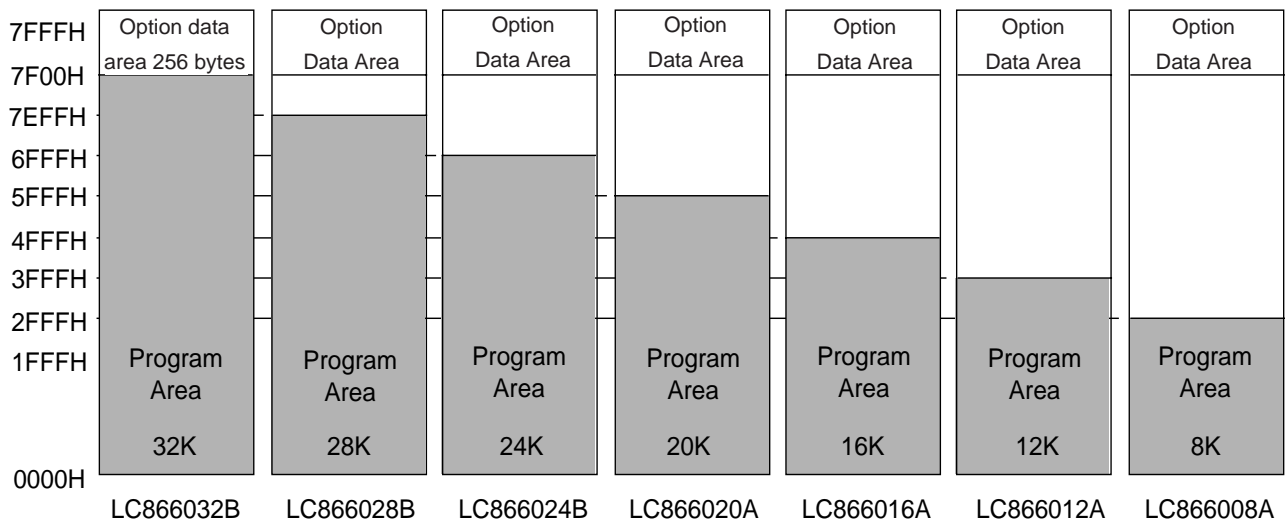 7FFFH
7F00H
7EFFH
6FFFH
5FFFH
4FFFH
3FFFH
2FFFH
1FFFH
0000H
Option data
area 256 bytes
Program
Area
32K
LC866032B
Option
Data Area
Program
Area
28K
LC866028B
Option
Data Area
Program
Area
24K
LC866024B
Option
Data Area
Program
Area
20K
LC866020A
Option
Data Area
Program
Area
16K
LC866016A
Option
Data Area
Program
Area
12K
LC866012A
Option
Data Area
Program
Area
8K
LC866008A